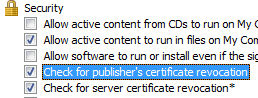 Security
Allow active content from CDs to run on My C
Allow active content to run in files on My Com
Allow software to run or install even if the sig
Check for publisher's certificate revocation
Check for server certificate revocation*